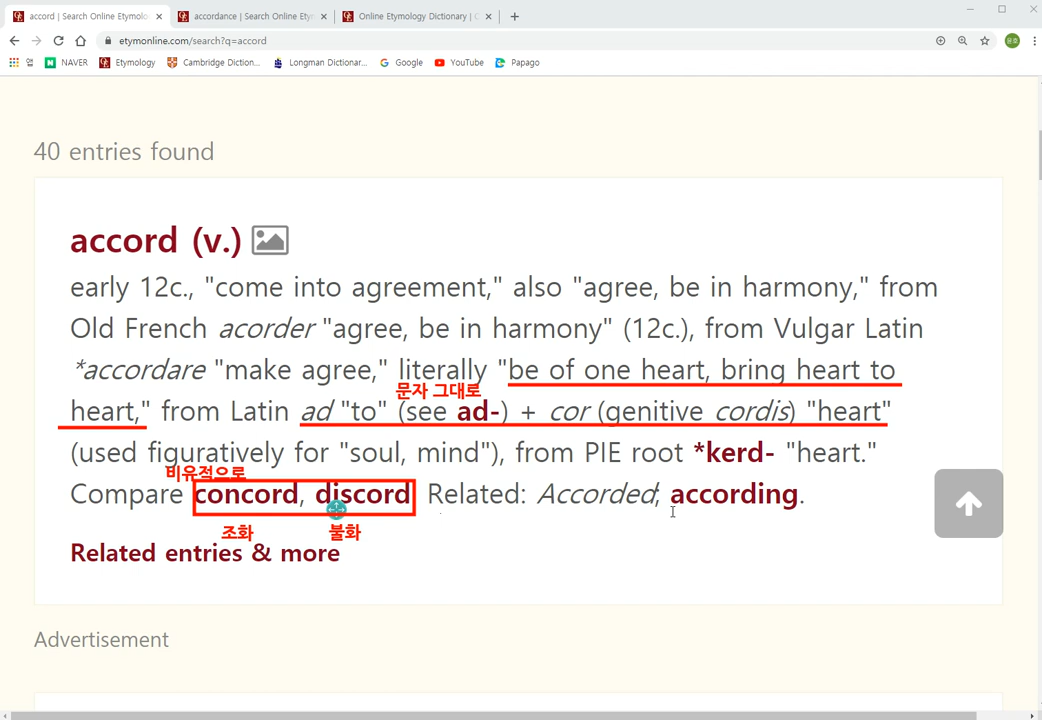 accord | Search Online Etymolo
accordance | Search Online Ety
Online Etymology Dictionary |
etymonline.com/search?q=accord
앱
NAVER
Etymology
Cambridge Diction...
Longman Dictionar...
Google
YouTube
Papago
40 entries found
accord (v.)
early 12c., "come into agreement," also "agree, be in harmony," from
Old French acorder "agree, be in harmony" (12c.), from Vulgar Latin
*accordare "make agree," literally "be of one heart, bring heart to
문자 그대로
heart," from Latin ad "to" (see ad-) + cor (genitive cordis) "heart"
(used figuratively for "soul, mind"), from PIE root *kerd- "heart."
비유적으로
Compare concord, discord Related: Accorded; according.
조화 불화
Related entries & more
Advertisement